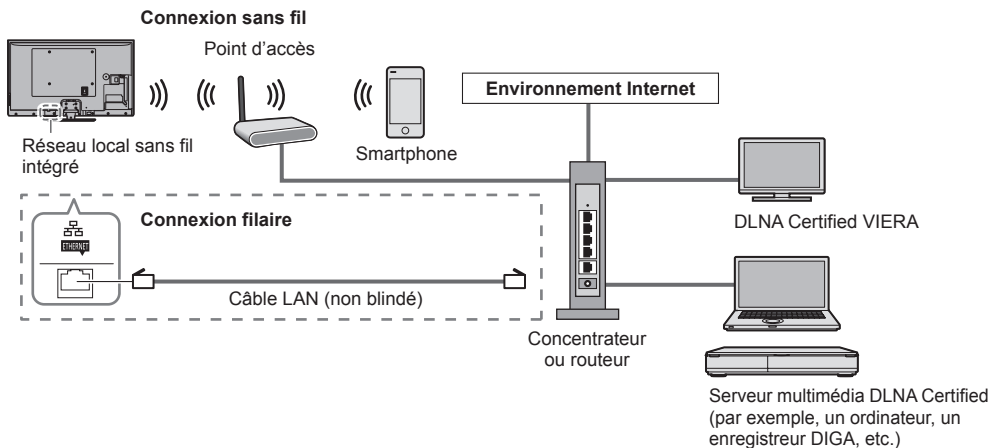 Connexion sans fil
Point d’accès
Environnement Internet
Réseau local sans fil
intégré
Smartphone
Connexion filaire
DLNA Certified VIERA
ETHERNET
Câble LAN (non blindé)
Concentrateur
ou routeur
Serveur multimédia DLNA Certified
(par exemple, un ordinateur, un
enregistreur DIGA, etc.)